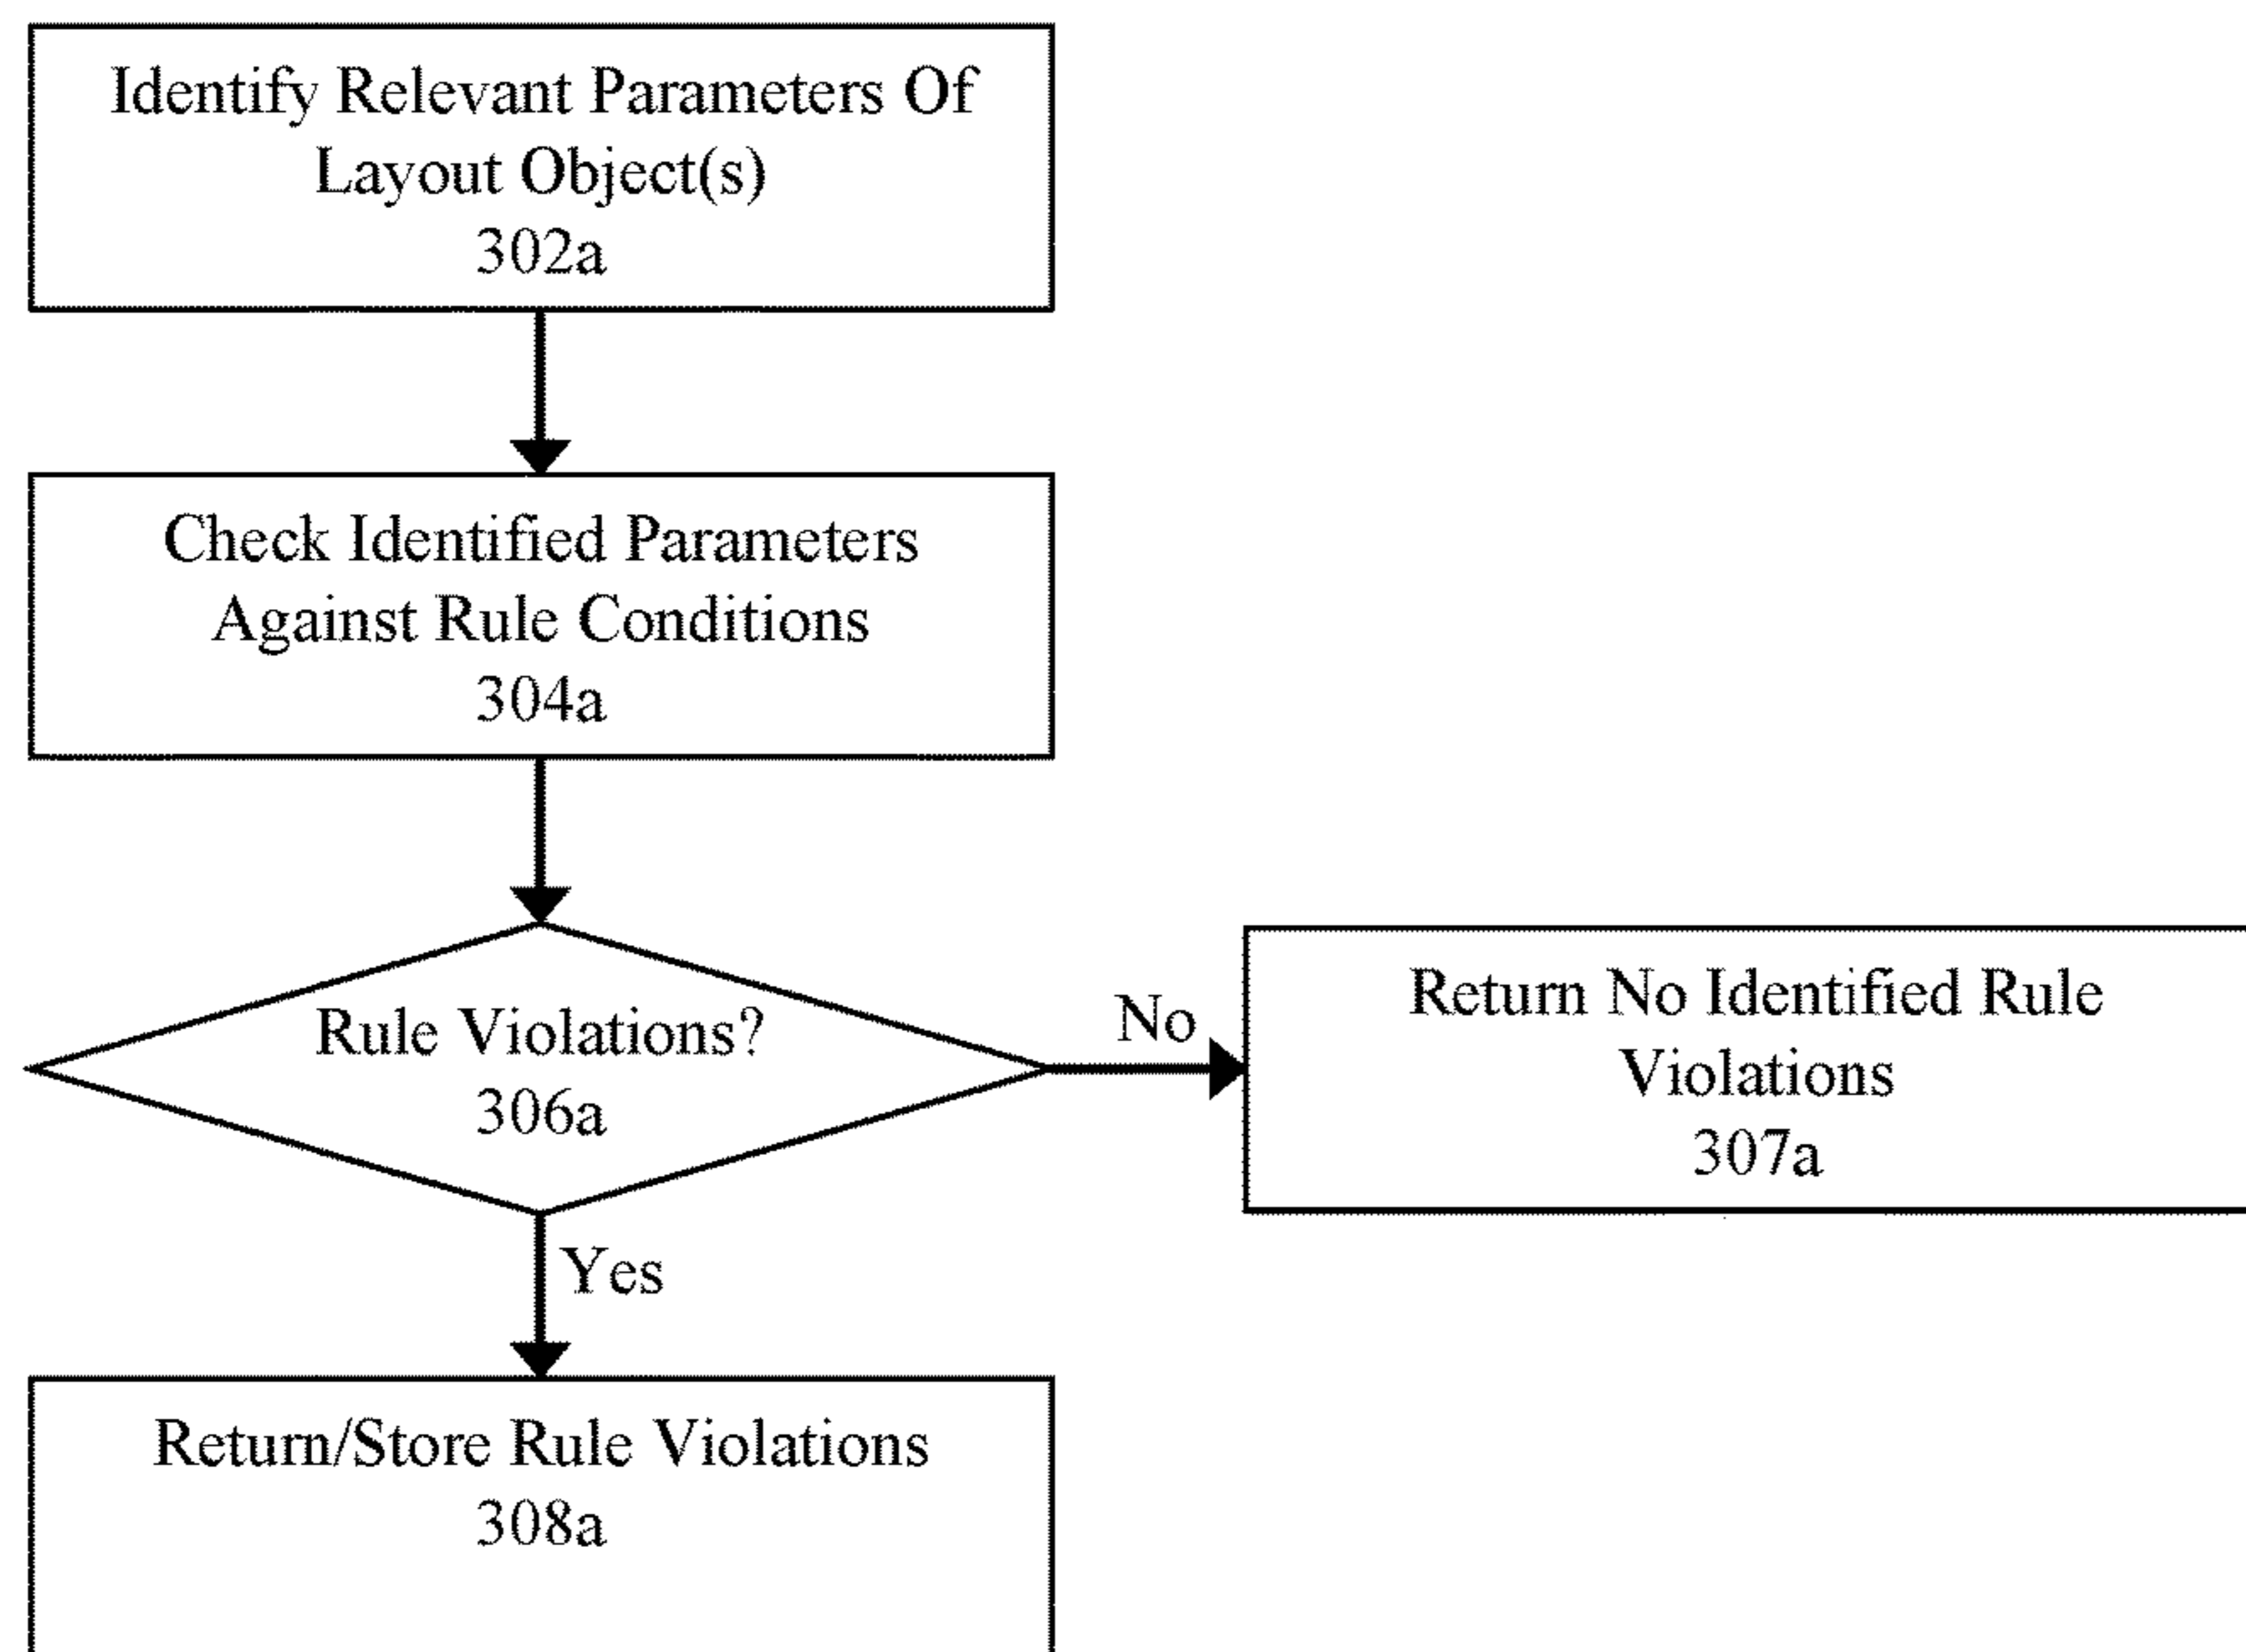 Identify Relevant Parameters Of
Layout Object(s)
302a
Check Identified Parameters
Against Rule Conditions
304a
Rule Violations?
306a
No
Return No Identified Rule
Violations
307a
Yes
Return/Store Rule Violations
308a